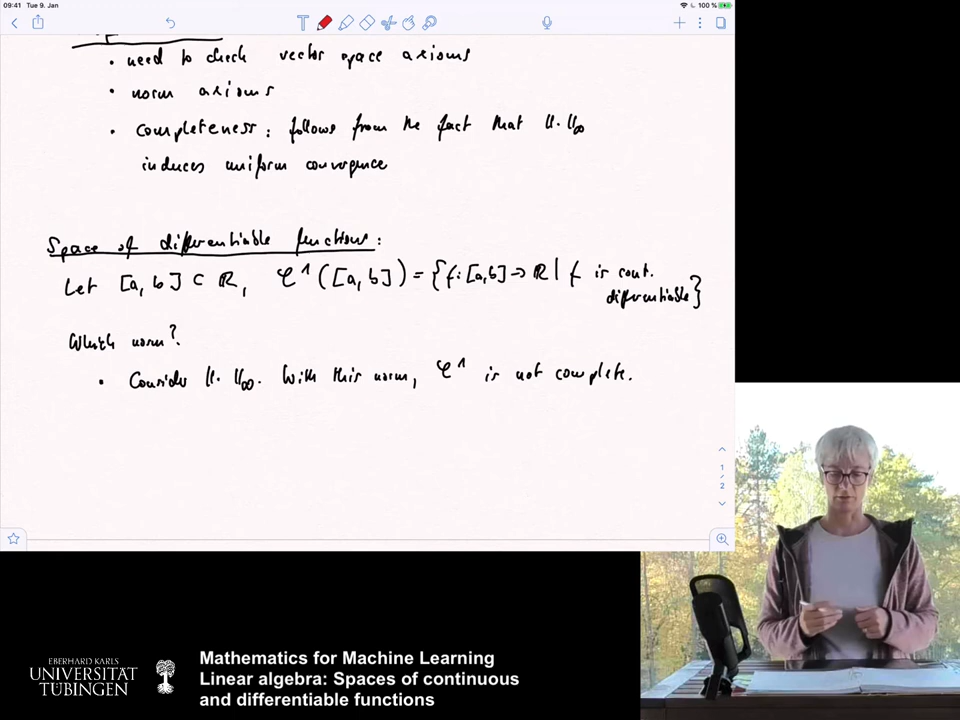 09:41 Tue 9. Jan 100 %
• need to check vector space axioms
• norm axioms
• completeness: follows from the fact that ||·||∞
induces uniform convergence
Space of differentiable functions:
Let [a, b] ⊂ ℝ, 𝒞¹([a, b]) = {f: [a,b] → ℝ | f is cont.
differentiable}
Which norm?
• Consider ||·||∞. With this norm, 𝒞¹ is not complete.
1
/
2
EBERHARD KARLS
UNIVERSITÄT
TÜBINGEN
Mathematics for Machine Learning
Linear algebra: Spaces of continuous
and differentiable functions